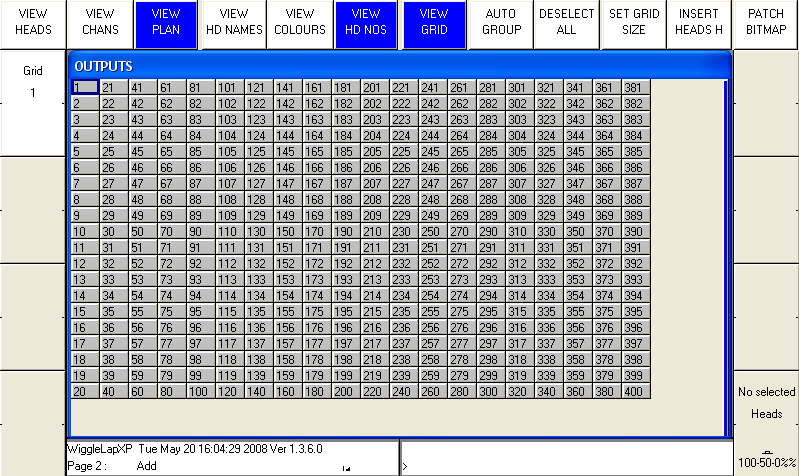 VIEW HEADS
VIEW CHANS
VIEW PLAN
VIEW HD NAMES
VIEW COLOURS
VIEW HD NOS
VIEW GRID
AUTO GROUP
DESELECT ALL
SET GRID SIZE
INSERT HEADS H
PATCH BITMAP
Grid
1
OUTPUTS
1 21 41 61 81 101 121 141 161 181 201 221 241 261 281 301 321 341 361 381
2 22 42 62 82 102 122 142 162 182 202 222 242 262 282 302 322 342 362 382
3 23 43 63 83 103 123 143 163 183 203 223 243 263 283 303 323 343 363 383
4 24 44 64 84 104 124 144 164 184 204 224 244 264 284 304 324 344 364 384
5 25 45 65 85 105 125 145 165 185 205 225 245 265 285 305 325 345 365 385
6 26 46 66 86 106 126 146 166 186 206 226 246 266 286 306 326 346 366 386
7 27 47 67 87 107 127 147 167 187 207 227 247 267 287 307 327 347 367 387
8 28 48 68 88 108 128 148 168 188 208 228 248 268 288 308 328 348 368 388
9 29 49 69 89 109 129 149 169 189 209 229 249 269 289 309 329 349 369 389
10 30 50 70 90 110 130 150 170 190 210 230 250 270 290 310 330 350 370 390
11 31 51 71 91 111 131 151 171 191 211 231 251 271 291 311 331 351 371 391
12 32 52 72 92 112 132 152 172 192 212 232 252 272 292 312 332 352 372 392
13 33 53 73 93 113 133 153 173 193 213 233 253 273 293 313 333 353 373 393
14 34 54 74 94 114 134 154 174 194 214 234 254 274 294 314 334 354 374 394
15 35 55 75 95 115 135 155 175 195 215 235 255 275 295 315 335 355 375 395
16 36 56 76 96 116 136 156 176 196 216 236 256 276 296 316 336 356 376 396
17 37 57 77 97 117 137 157 177 197 217 237 257 277 297 317 337 357 377 397
18 38 58 78 98 118 138 158 178 198 218 238 258 278 298 318 338 358 378 398
19 39 59 79 99 119 139 159 179 199 219 239 259 279 299 319 339 359 379 399
20 40 60 80 100 120 140 160 180 200 220 240 260 280 300 320 340 360 380 400
No selected
Heads
100-50-0%%
WiggleLapXP Tue May 20 16:04:29 2008 Ver 1.3.6.0
Page 2 : Add
>